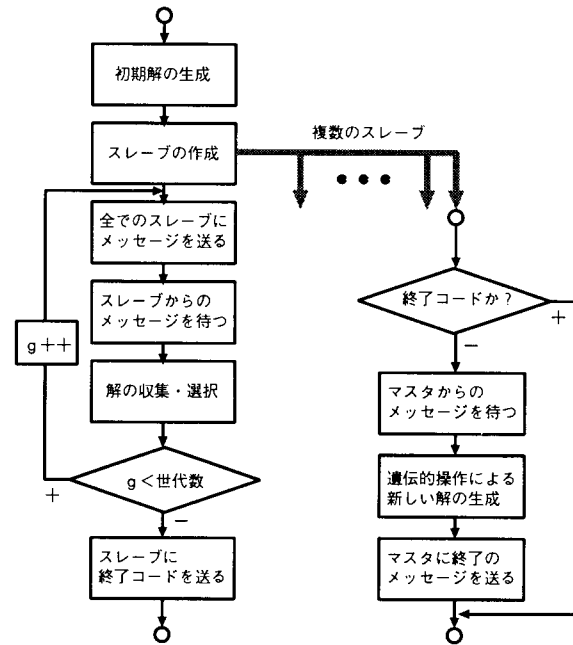 初期解の生成
スレーブの作成
複数のスレーブ
全でのスレーブに
メッセージを送る
スレーブからの
メッセージを待つ
g++
解の収集・選択
g<世代数
+
−
スレーブに
終了コードを送る
終了コードか?
+
−
マスタからの
メッセージを待つ
遺伝的操作による
新しい解の生成
マスタに終了の
メッセージを送る